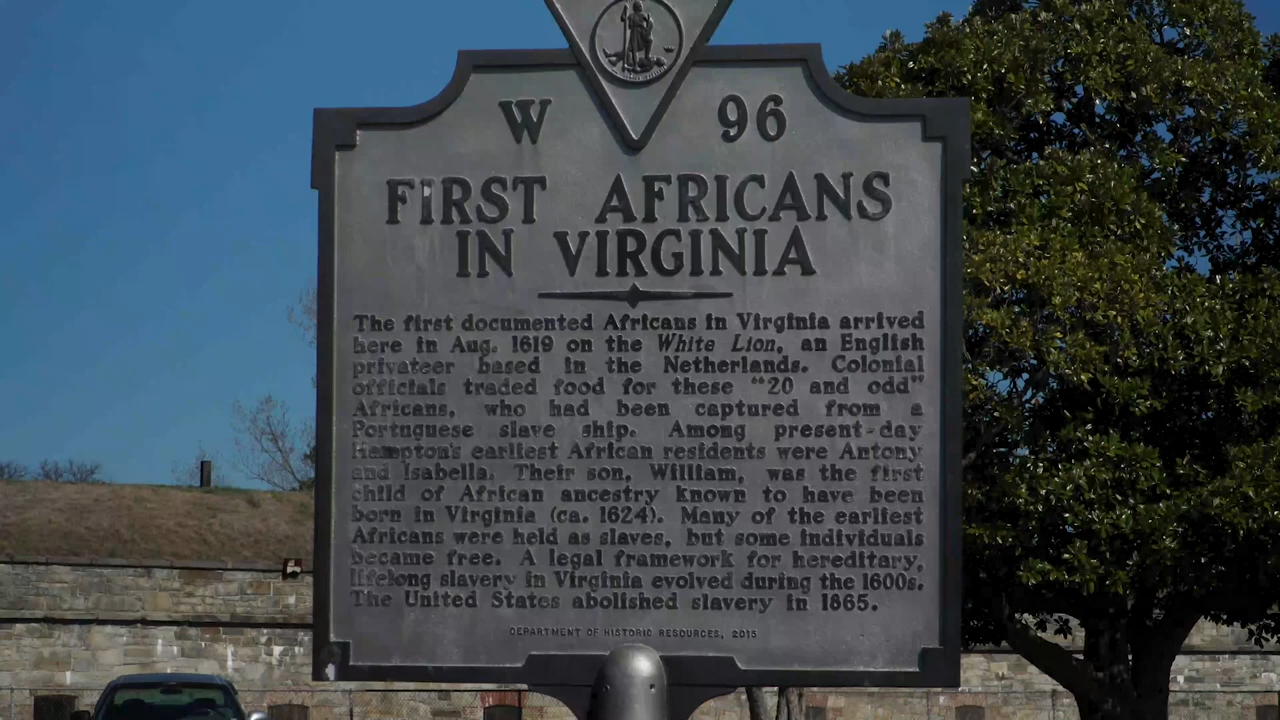 W 96
FIRST AFRICANS
IN VIRGINIA
The first documented Africans in Virginia arrived
here in Aug. 1619 on the White Lion, an English
privateer based in the Netherlands. Colonial
officials traded food for these “20 and odd”
Africans, who had been captured from a
Portuguese slave ship. Among present-day
Hampton's earliest African residents were Antony
and Isabella. Their son, William, was the first
child of African ancestry known to have been
born in Virginia (ca. 1624). Many of the earliest
Africans were held as slaves, but some individuals
became free. A legal framework for hereditary,
lifelong slavery in Virginia evolved during the 1600s.
The United States abolished slavery in 1865.
DEPARTMENT OF HISTORIC RESOURCES, 2015